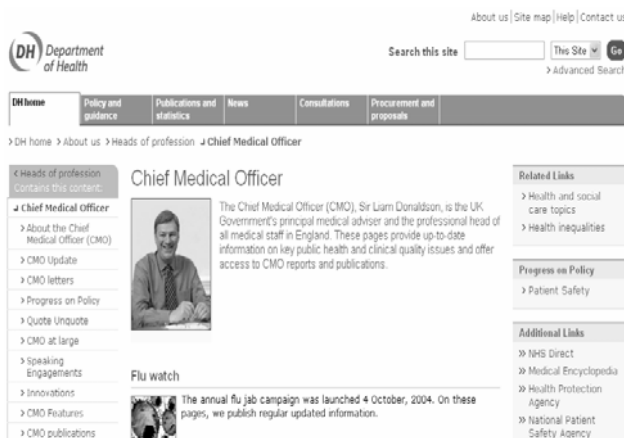 About us | Site map | Help | Contact us
DH Department
of Health
Search this site
This Site
Go
> Advanced Search
DH home
Policy and
guidance
Publications and
statistics
News
Consultations
Procurement and
proposals
> DH home > About us > Heads of profession Chief Medical Officer
< Heads of profession
Contains this content:
Chief Medical Officer
> About the Chief
Medical Officer (CMO)
> CMO Update
> CMO letters
> Progress on Policy
> Quote Unquote
> CMO at large
> Speaking
Engagements
> Innovations
> CMO Features
> CMO publications
Chief Medical Officer
The Chief Medical Officer (CMO), Sir Liam Donaldson, is the UK
Government's principal medical adviser and the professional head of
all medical staff in England. These pages provide up-to-date
information on key public health and clinical quality issues and offer
access to CMO reports and publications.
Flu watch
The annual flu jab campaign was launched 4 October, 2004. On these
pages, we publish regular updated information.
Related Links
> Health and social
care topics
> Health inequalities
Progress on Policy
> Patient Safety
Additional Links
>> NHS Direct
>> Medical Encyclopedia
>> Health Protection
Agency
>> National Patient
Safety Agency